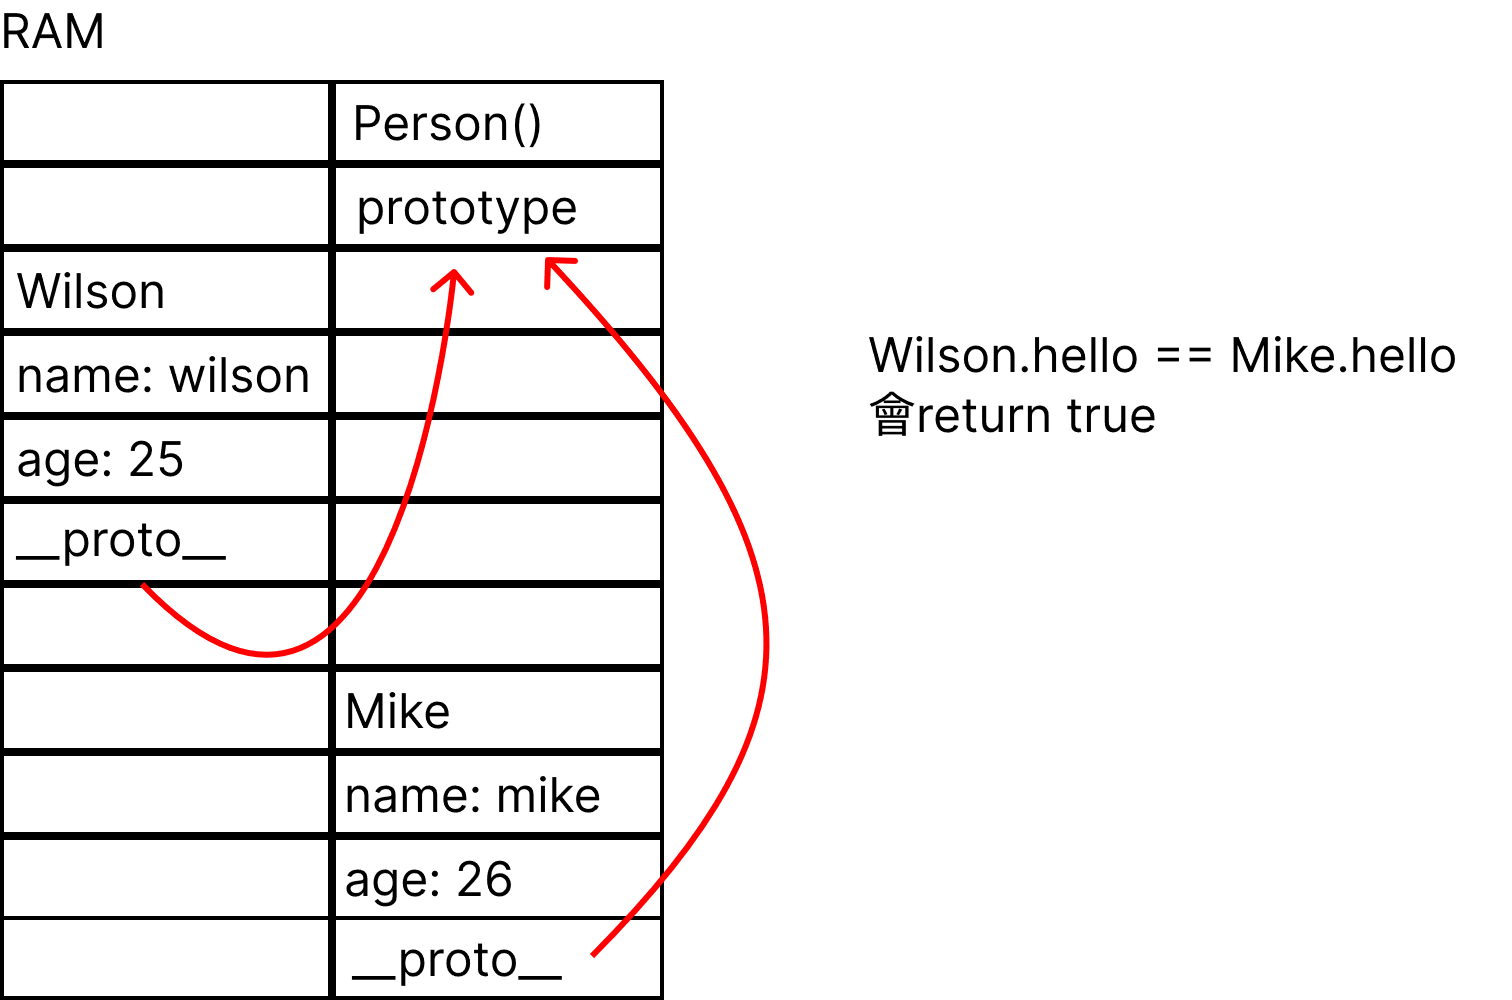 RAM
Person()
prototype
Wilson
name: wilson
age: 25
__proto__
Mike
name: mike
age: 26
__proto__
Wilson.hello == Mike.hello
會return true